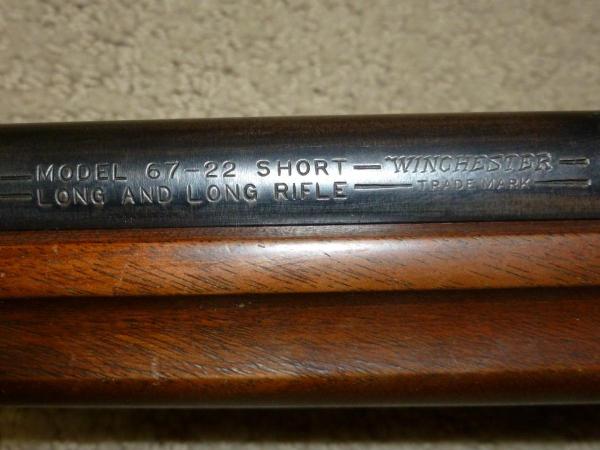 MODEL 67-22 SHORT
LONG AND LONG RIFLE
WINCHESTER
TRADE MARK